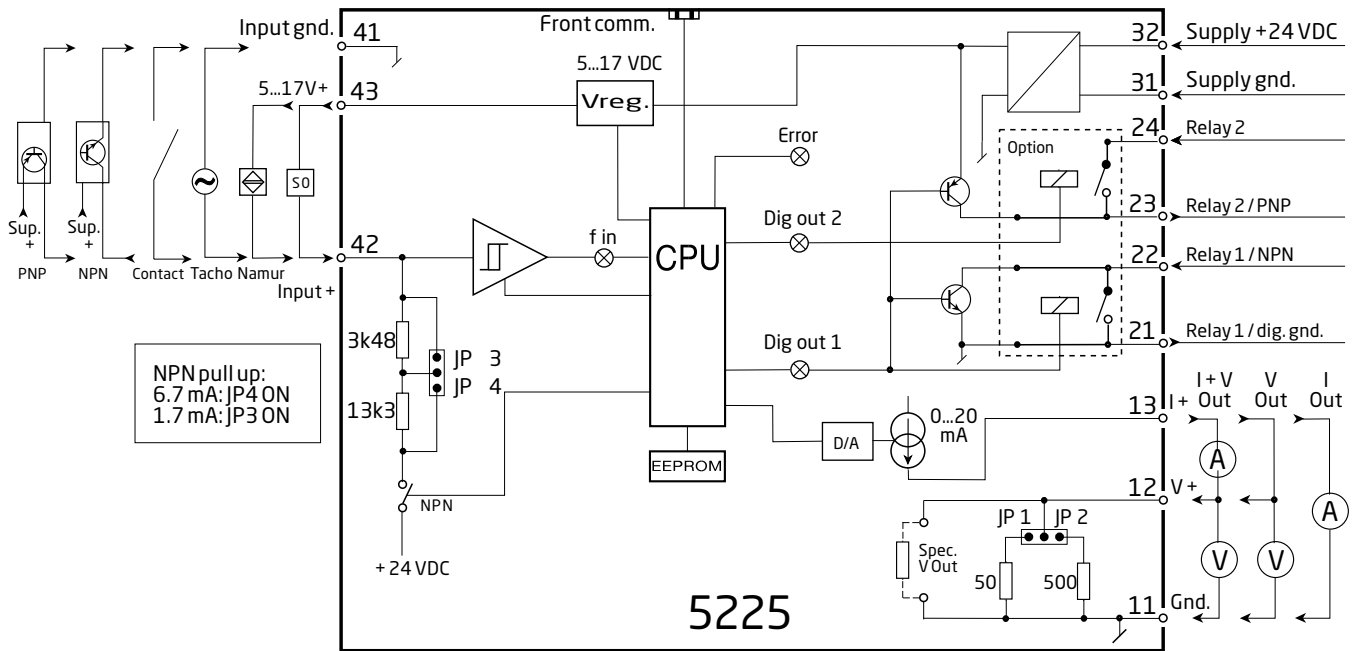 Input gnd.
41
Front comm.
32
Supply +24 VDC
5...17 VDC
5...17V+
43
Vreg.
31
Supply gnd.
Error
24
Relay 2
Option
S0
Dig out 2
23
Relay 2 / PNP
Sup.
+
Sup.
+
42
f in
CPU
22
Relay 1 / NPN
PNP
NPN
Contact
Tacho
Namur
Input +
3k48
JP 3
Dig out 1
21
Relay 1 / dig. gnd.
NPN pull up:
6.7 mA: JP4 ON
1.7 mA: JP3 ON
JP 4
13k3
I + V
Out
V
Out
I
Out
13
I +
0...20
mA
D/A
A
EEPROM
12
V +
NPN
JP 1
JP 2
A
+ 24 VDC
Spec.
V Out
50
500
V
V
5225
11
Gnd.